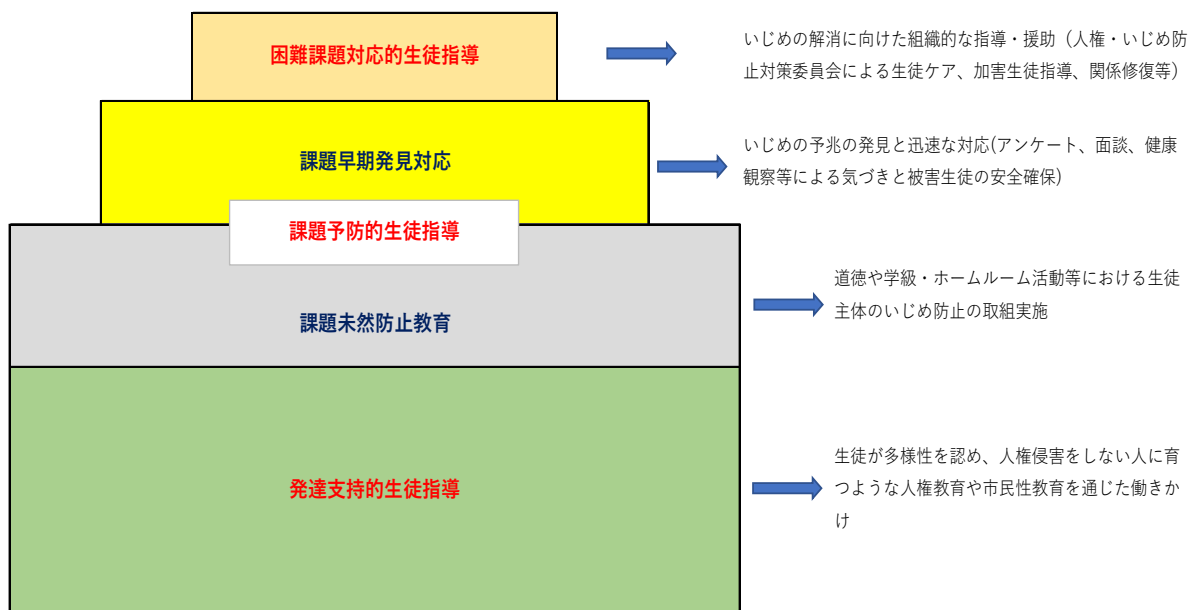 困難課題対応的生徒指導
いじめの解消に向けた組織的な指導・援助（人権・いじめ防
止対策委員会による生徒ケア、加害生徒指導、関係修復等）
課題早期発見対応
いじめの予兆の発見と迅速な対応(アンケート、面談、健康
観察等による気づきと被害生徒の安全確保)
課題予防的生徒指導
課題未然防止教育
道徳や学級・ホームルーム活動等における生徒
主体のいじめ防止の取組実施
発達支持的生徒指導
生徒が多様性を認め、人権侵害をしない人に育
つような人権教育や市民性教育を通じた働きか
け